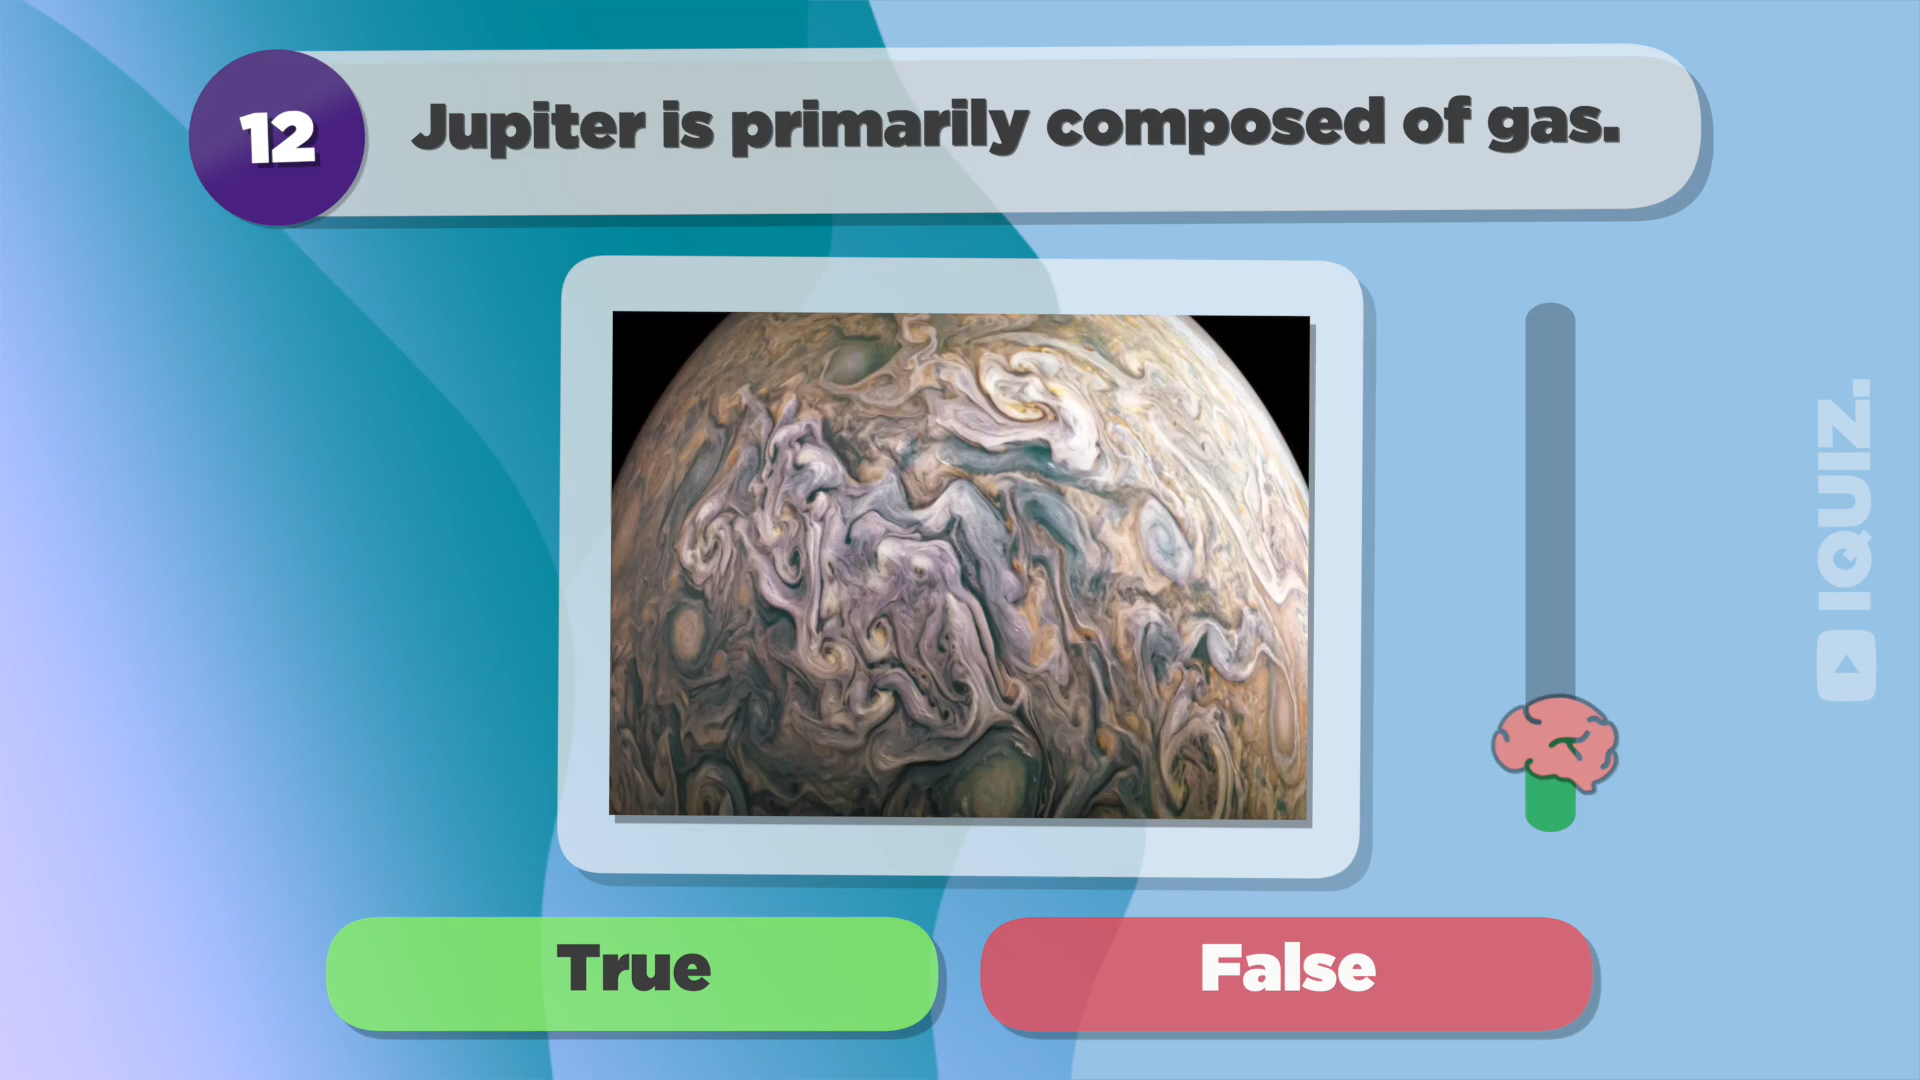 12
Jupiter is primarily composed of gas.
IQUIZ.
True
False